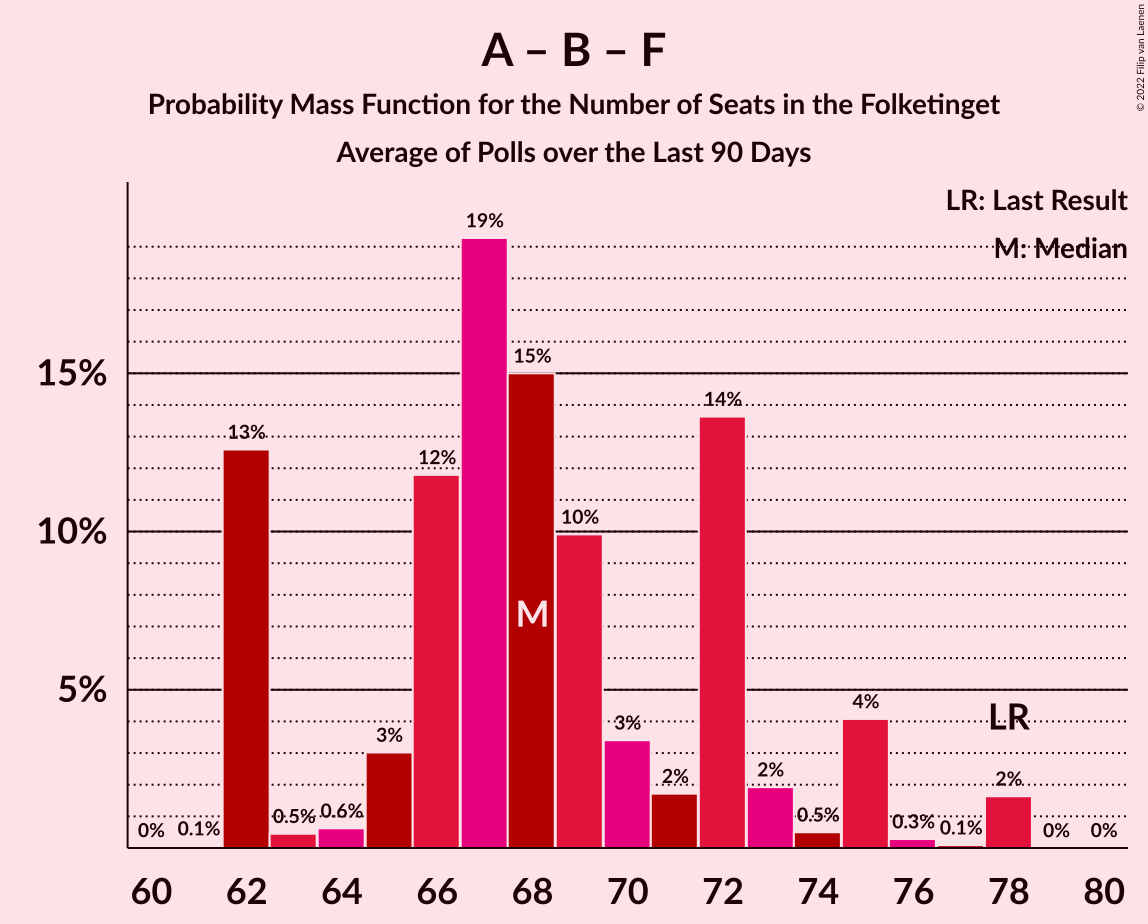 A – B – F
Probability Mass Function for the Number of Seats in the Folketinget
Average of Polls over the Last 90 Days
© 2022 Filip van Laenen
LR: Last Result
M: Median
19%
15%
15%
14%
13%
12%
10%
10%
M
5%
4%
LR
3%
3%
2%
2%
2%
0%
0.1%
0.5%
0.6%
0.5%
0.3%
0.1%
0%
0%
60 62 64 66 68 70 72 74 76 78 80